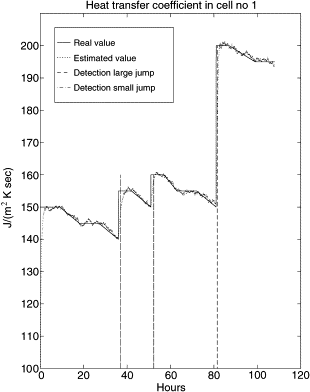 Heat transfer coefficient in cell no 1
200
190
180
170
160
150
140
130
120
110
100
J/(m² K sec)
Real value
Estimated value
Detection large jump
Detection small jump
0 20 40 60 80 100 120
Hours